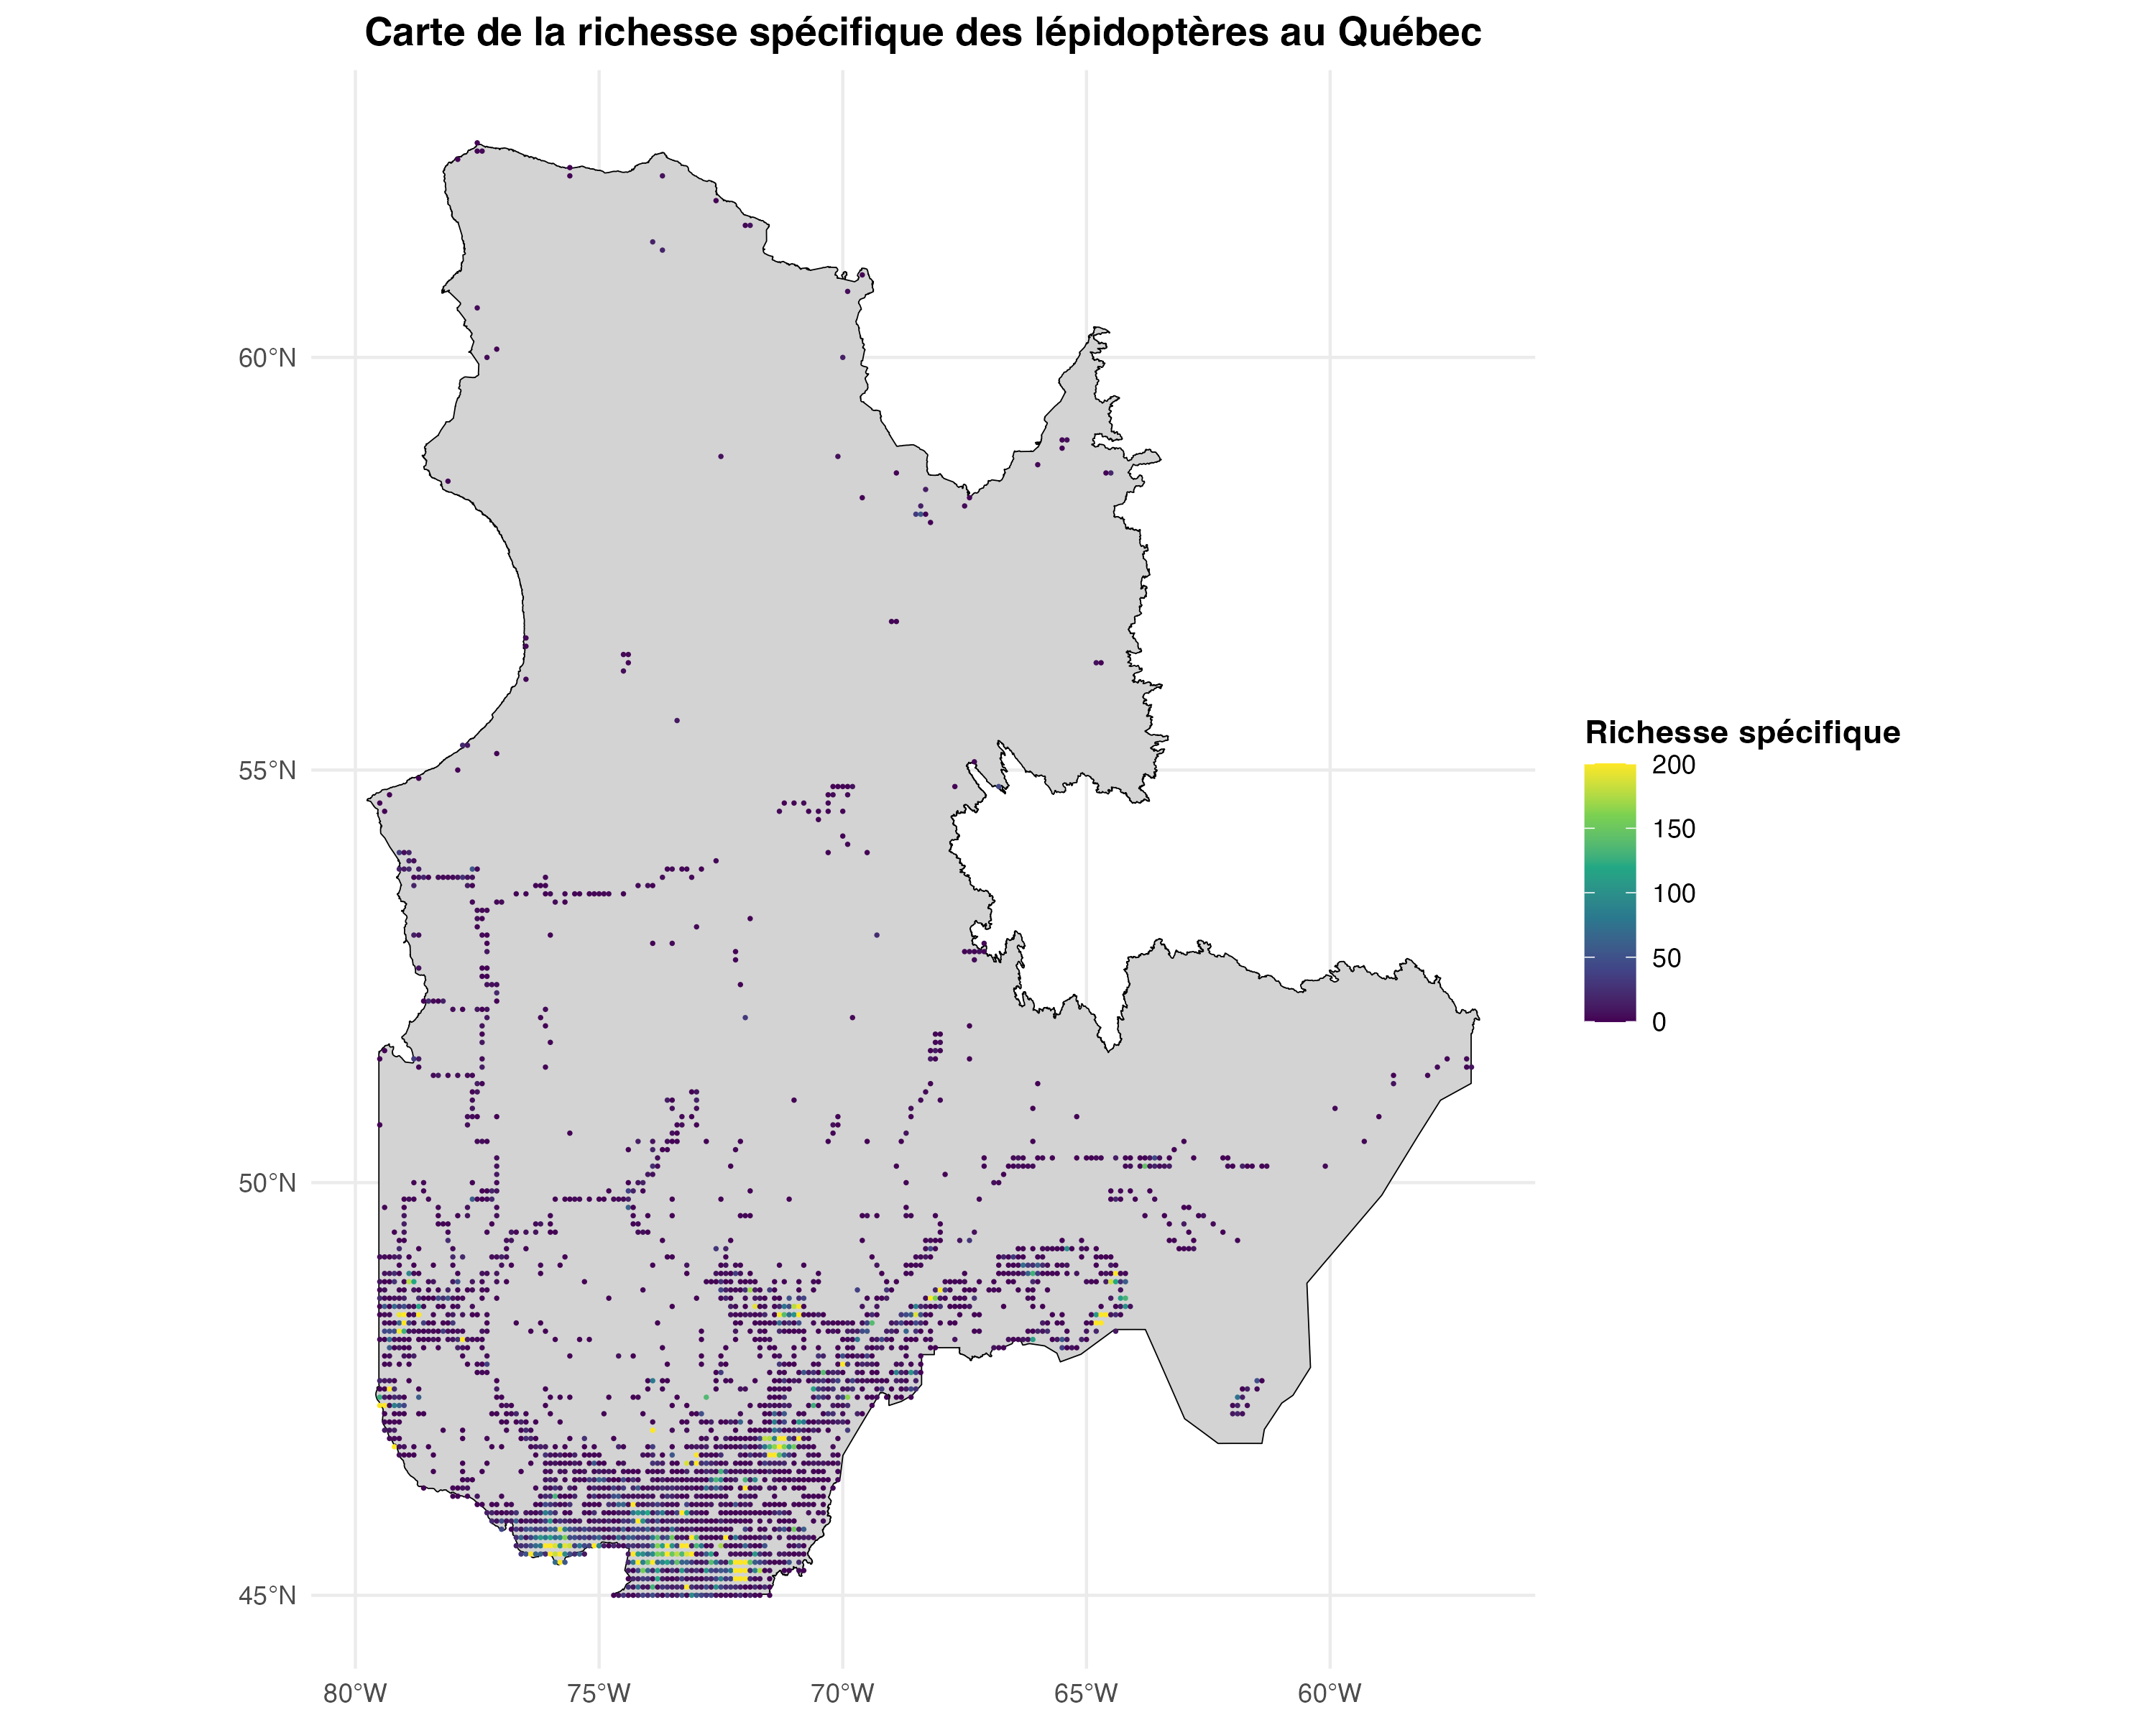 Carte de la richesse spécifique des lépidoptères au Québec
60°N
55°N
50°N
45°N
80°W
75°W
70°W
65°W
60°W
Richesse spécifique
200
150
100
50
0